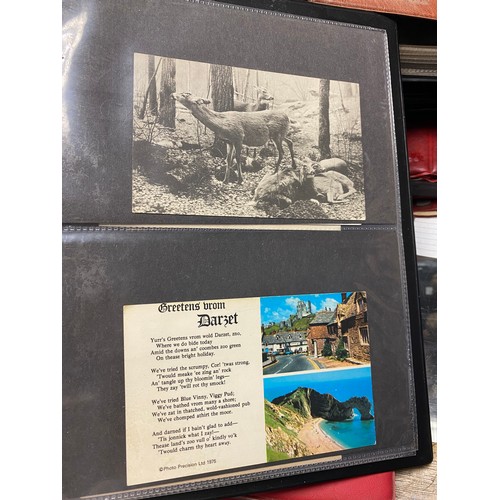 Greetens vrom
Darzet
Yurr's Greetens vrom wold Darzet, zeo,
Where we do bide today
Amid the downs an' coombes zoo green
On thease bright holiday.
We've tried the scrumpy, Cor! 'twas strong,
'Twould meake 'ee zing an' rock
An' tangle up thy bloomin' legs—
They zay 'twill rot thy smock!
We've tried Blue Vinny, Viggy Pud;
We've bathed vrom many a shore;
We've zat in thatched, wold-vashioned pub
We've chomped athirt the moor.
And darned if I bain't glad to add—
'Tis jonnick what I zay!—
Thease land's zoo vull o' kindly vo'k
'Twould charm thy heart away.
©Photo Precision Ltd 1976